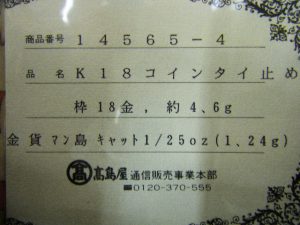 商品番号 14565-4
品名 K18コインタイ止め
枠18金,約4,6g
金貨マン島キャット1/25oz(1,24g)
髙島屋通信販売事業本部
☎0120-370-555